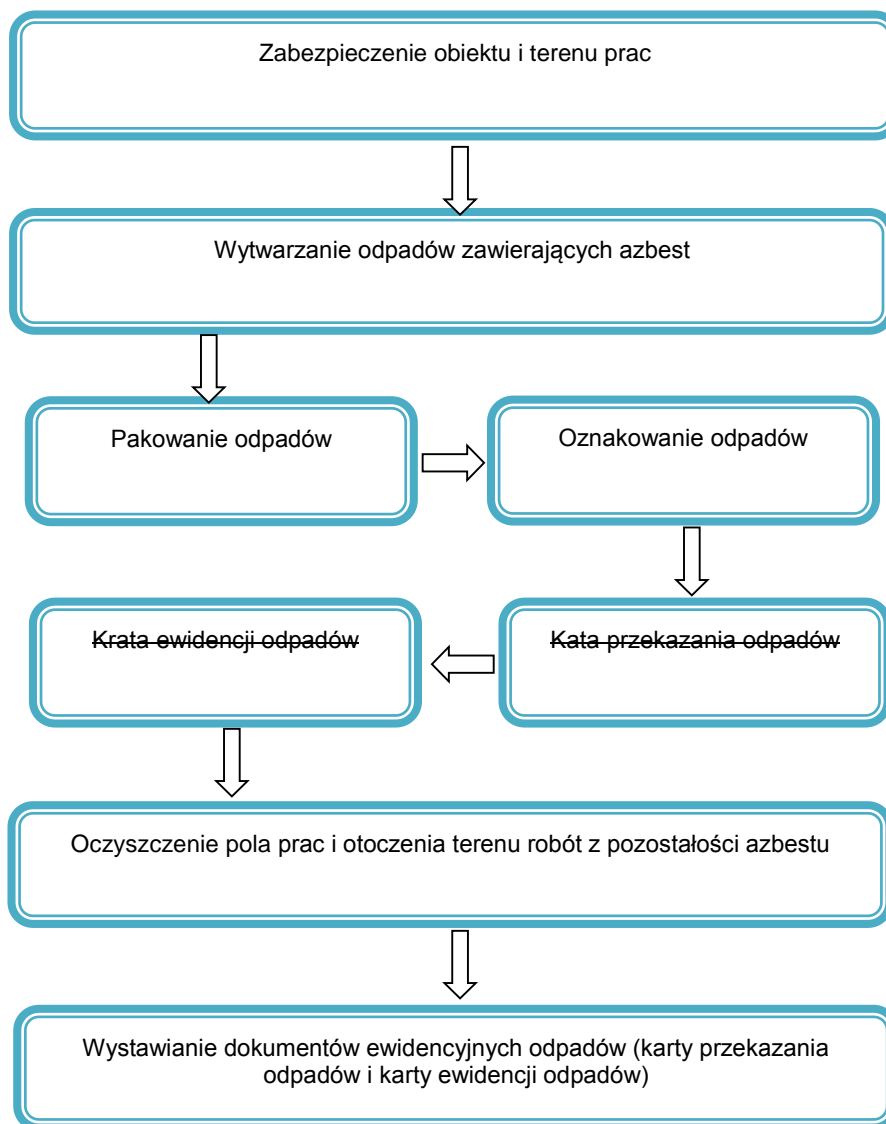 Zabezpieczenie obiektu i terenu prac
Wytwarzanie odpadów zawierających azbest
Pakowanie odpadów
Oznakowanie odpadów
Krata ewidencji odpadów
Kata przekazania odpadów
Oczyszczenie pola prac i otoczenia terenu robót z pozostałości azbestu
Wystawianie dokumentów ewidencyjnych odpadów (karty przekazania
odpadów i karty ewidencji odpadów)